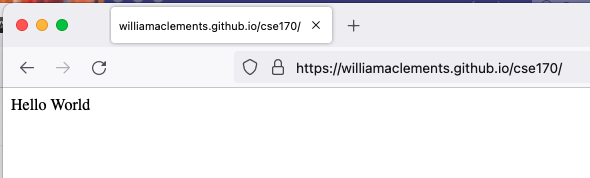 williamaclements.github.io/cse170/
https://williamaclements.github.io/cse170/
Hello World